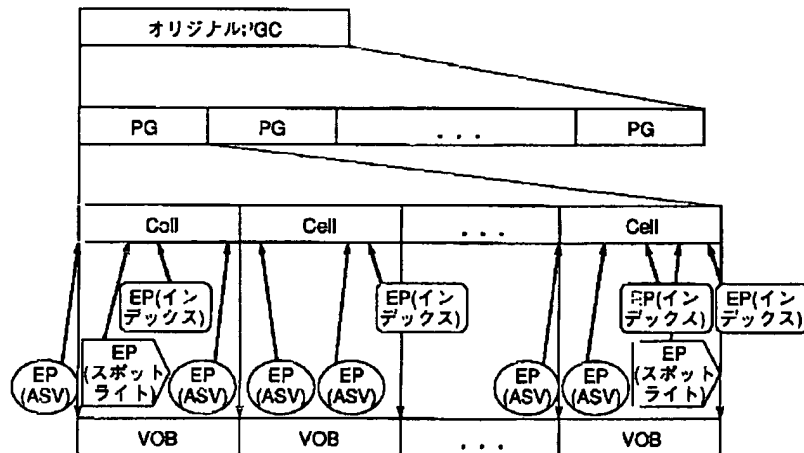 オリジナル:PGC
PG PG ... PG
Cell Cell ... Cell
EP(イン
デックス)
EP(イン
デックス)
EP(イン
デックス)
EP(イン
デックス)
EP
(スポット
ライト)
EP
(スポット
ライト)
EP
(ASV)
EP
(ASV)
EP
(ASV)
EP
(ASV)
EP
(ASV)
EP
(ASV)
VOB VOB ... VOB